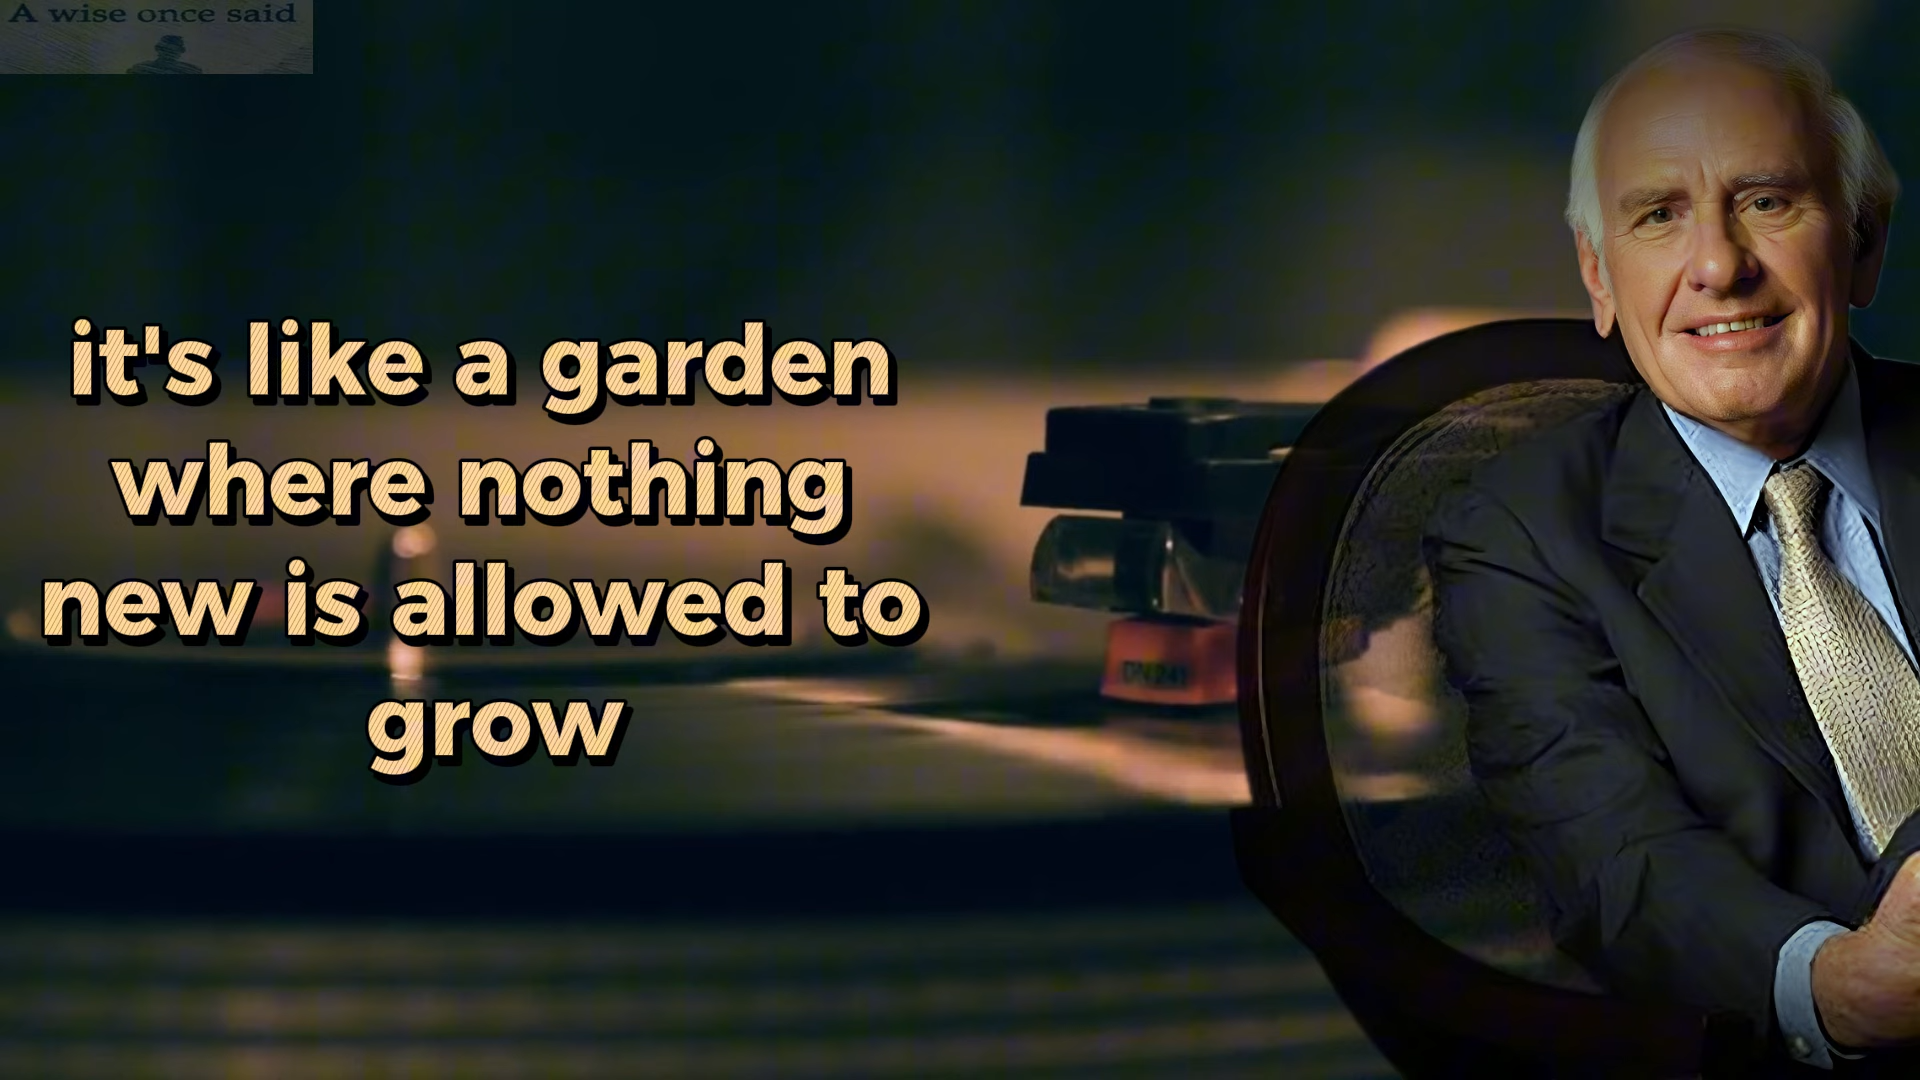 A wise once said
it's like a garden
where nothing
new is allowed to
grow